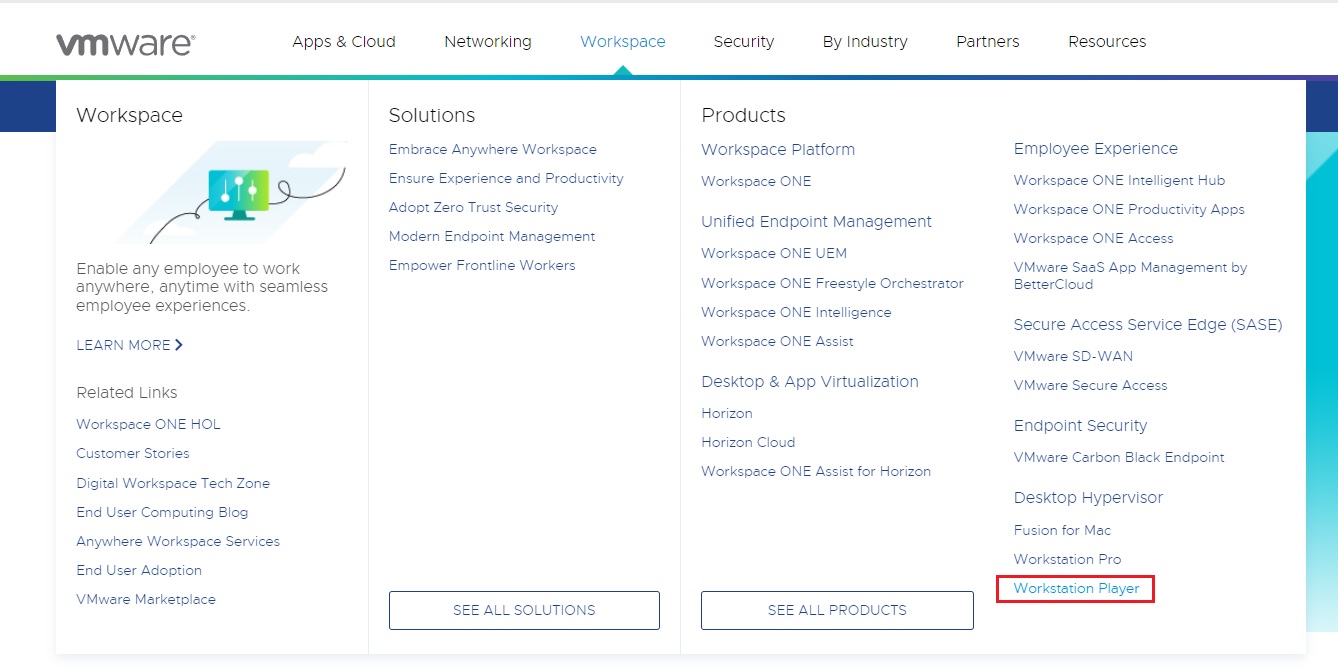 vmware®
Apps & Cloud
Networking
Workspace
Security
By Industry
Partners
Resources
Workspace
Enable any employee to work
anywhere, anytime with seamless
employee experiences.
LEARN MORE
Related Links
Workspace ONE HOL
Customer Stories
Digital Workspace Tech Zone
End User Computing Blog
Anywhere Workspace Services
End User Adoption
VMware Marketplace
Solutions
Embrace Anywhere Workspace
Ensure Experience and Productivity
Adopt Zero Trust Security
Modern Endpoint Management
Empower Frontline Workers
SEE ALL SOLUTIONS
Products
Workspace Platform
Workspace ONE
Unified Endpoint Management
Workspace ONE UEM
Workspace ONE Freestyle Orchestrator
Workspace ONE Intelligence
Workspace ONE Assist
Desktop & App Virtualization
Horizon
Horizon Cloud
Workspace ONE Assist for Horizon
SEE ALL PRODUCTS
Employee Experience
Workspace ONE Intelligent Hub
Workspace ONE Productivity Apps
Workspace ONE Access
VMware SaaS App Management by
BetterCloud
Secure Access Service Edge (SASE)
VMware SD-WAN
VMware Secure Access
Endpoint Security
VMware Carbon Black Endpoint
Desktop Hypervisor
Fusion for Mac
Workstation Pro
Workstation Player